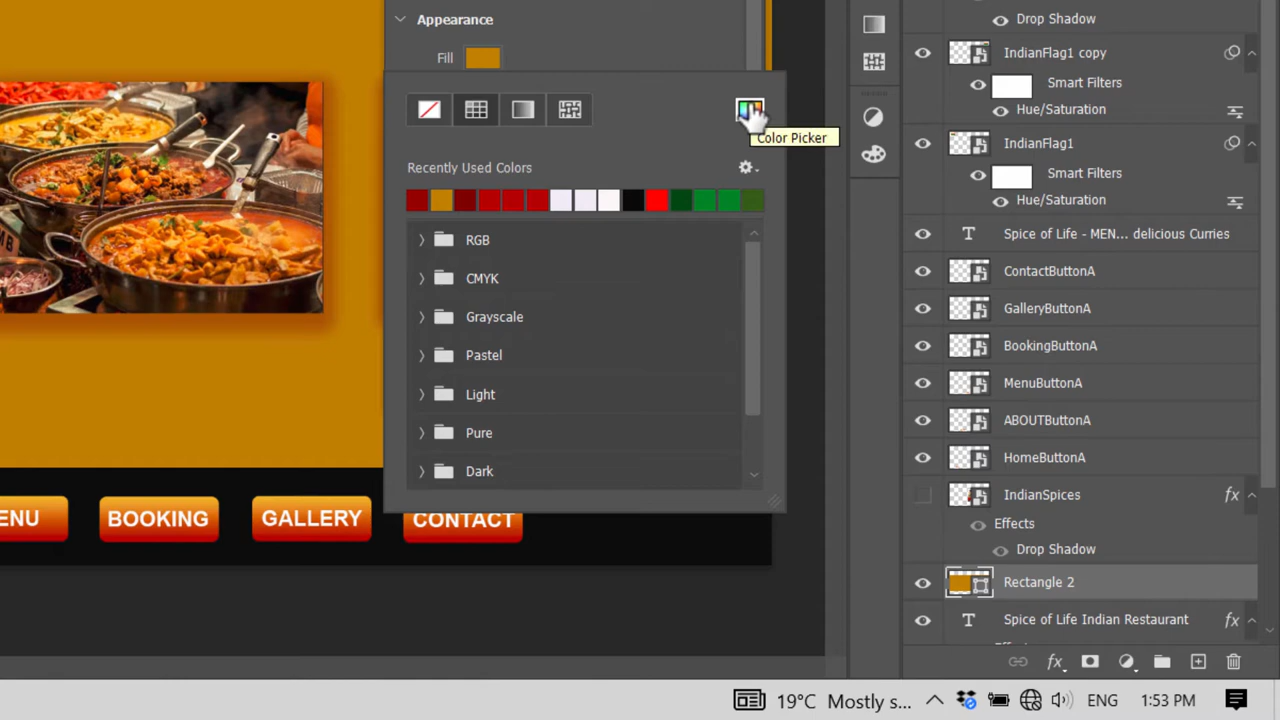 Appearance
Fill
Color Picker
Recently Used Colors
RGB
CMYK
Grayscale
Pastel
Light
Pure
Dark
ENU
BOOKING
GALLERY
CONTACT
Drop Shadow
IndianFlag1 copy
Smart Filters
Hue/Saturation
IndianFlag1
Smart Filters
Hue/Saturation
T Spice of Life - MEN... delicious Curries
ContactButtonA
GalleryButtonA
BookingButtonA
MenuButtonA
ABOUTButtonA
HomeButtonA
IndianSpices fx
Effects
Drop Shadow
Rectangle 2
T Spice of Life Indian Restaurant fx
fx
19°C Mostly s... ENG 1:53 PM